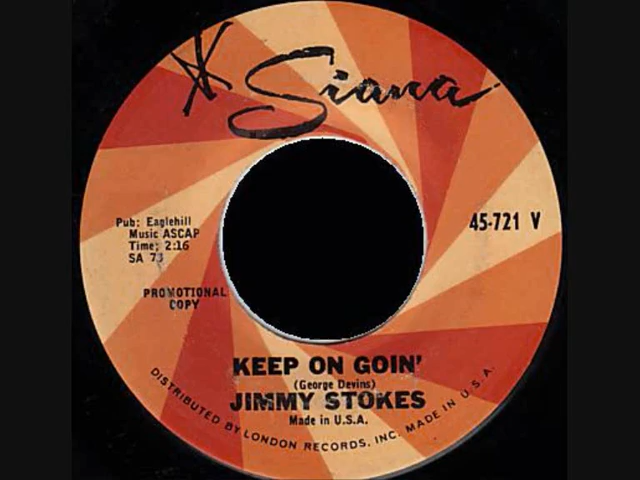 Siana
Pub: Eaglehill
Music ASCAP
Time: 2:16
SA 73
45-721 V
PROMOTIONAL
COPY
KEEP ON GOIN'
(George Devins)
JIMMY STOKES
Made in U.S.A.
DISTRIBUTED BY LONDON RECORDS, INC. MADE IN U.S.A.